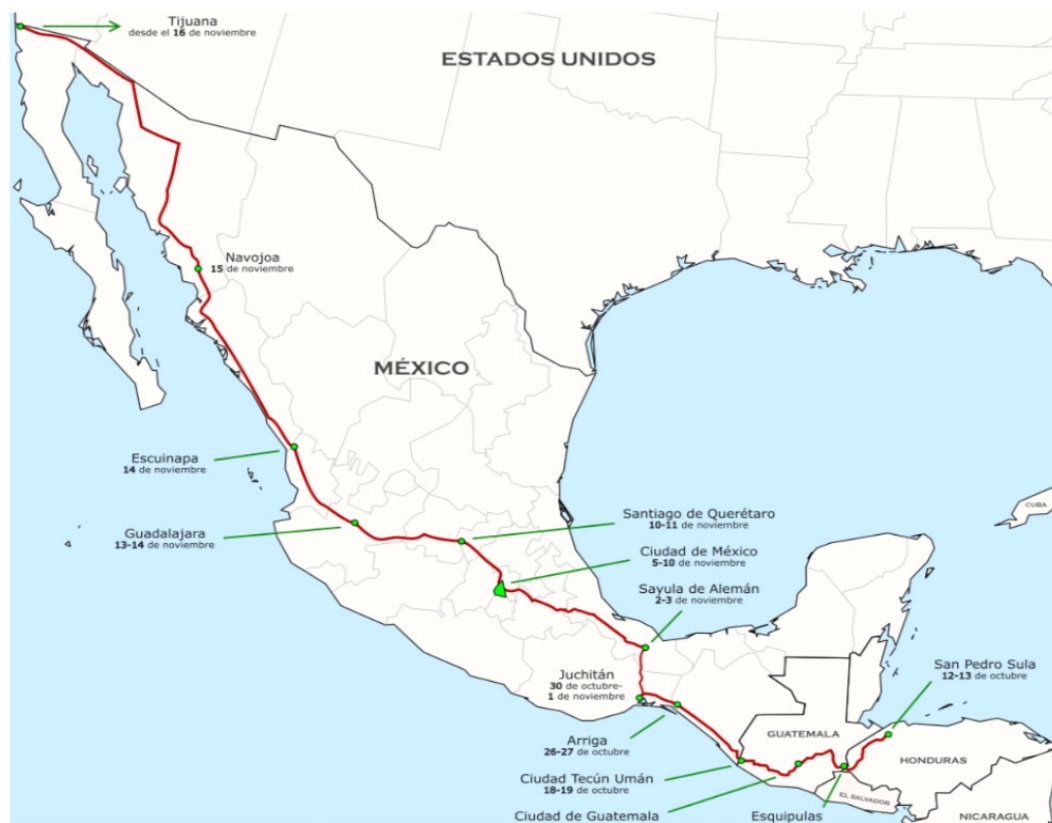 Tijuana
desde el 16 de noviembre
ESTADOS UNIDOS
Navojoa
15 de noviembre
MÉXICO
Escuinapa
14 de noviembre
Guadalajara
13-14 de noviembre
Santiago de Querétaro
10-11 de noviembre
CUBA
Ciudad de México
5-10 de noviembre
Sayula de Alemán
2-3 de noviembre
San Pedro Sula
12-13 de octubre
Juchitán
30 de octubre-
1 de noviembre
Arriga
26-27 de octubre
GUATEMALA
HONDURAS
Ciudad Tecún Umán
18-19 de octubre
EL SALVADOR
Ciudad de Guatemala
Esquipulas
NICARAGUA